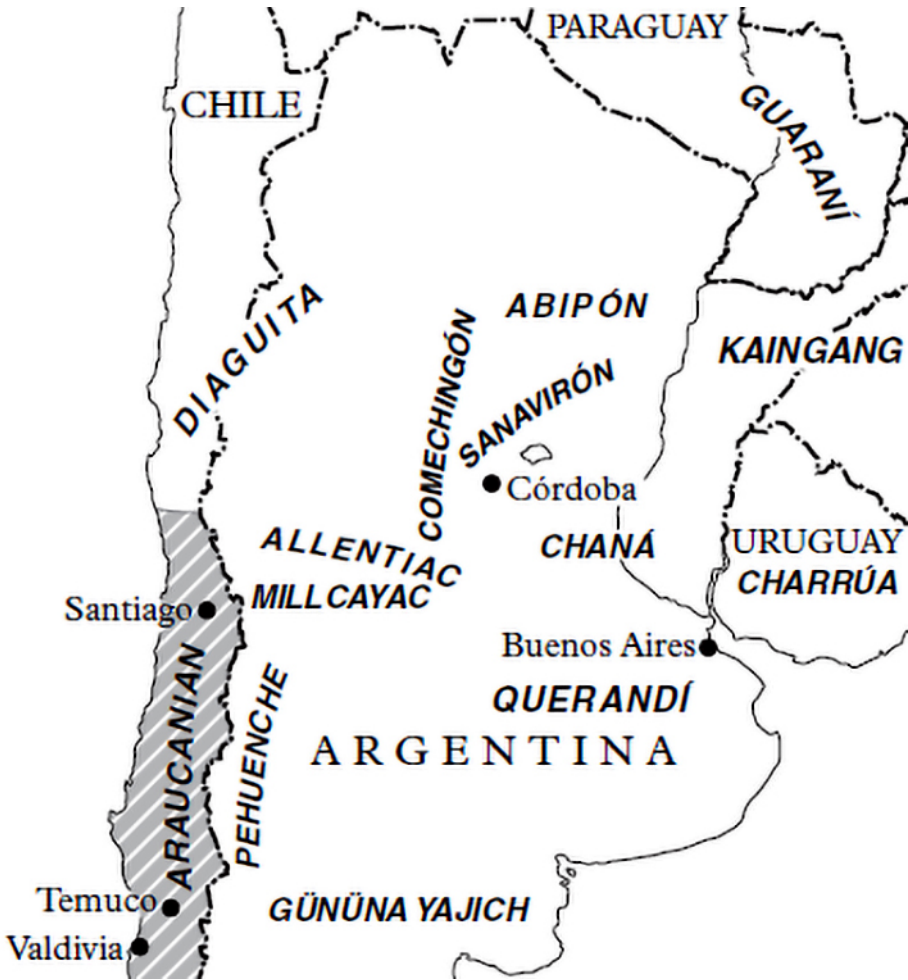 PARAGUAY
CHILE
GUARANÍ
DIAGUITA
ABIPÓN
KAINGANG
COMECHINGÓN
SANAVIRÓN
Córdoba
ALLENTIAC
CHANÁ
URUGUAY
CHARRÚA
MILLCAYAC
Santiago
Buenos Aires
ARAUCANIAN
PEHUENCHE
QUERANDÍ
ARGENTINA
Temuco
GÜNÜNA YAJICH
Valdivia